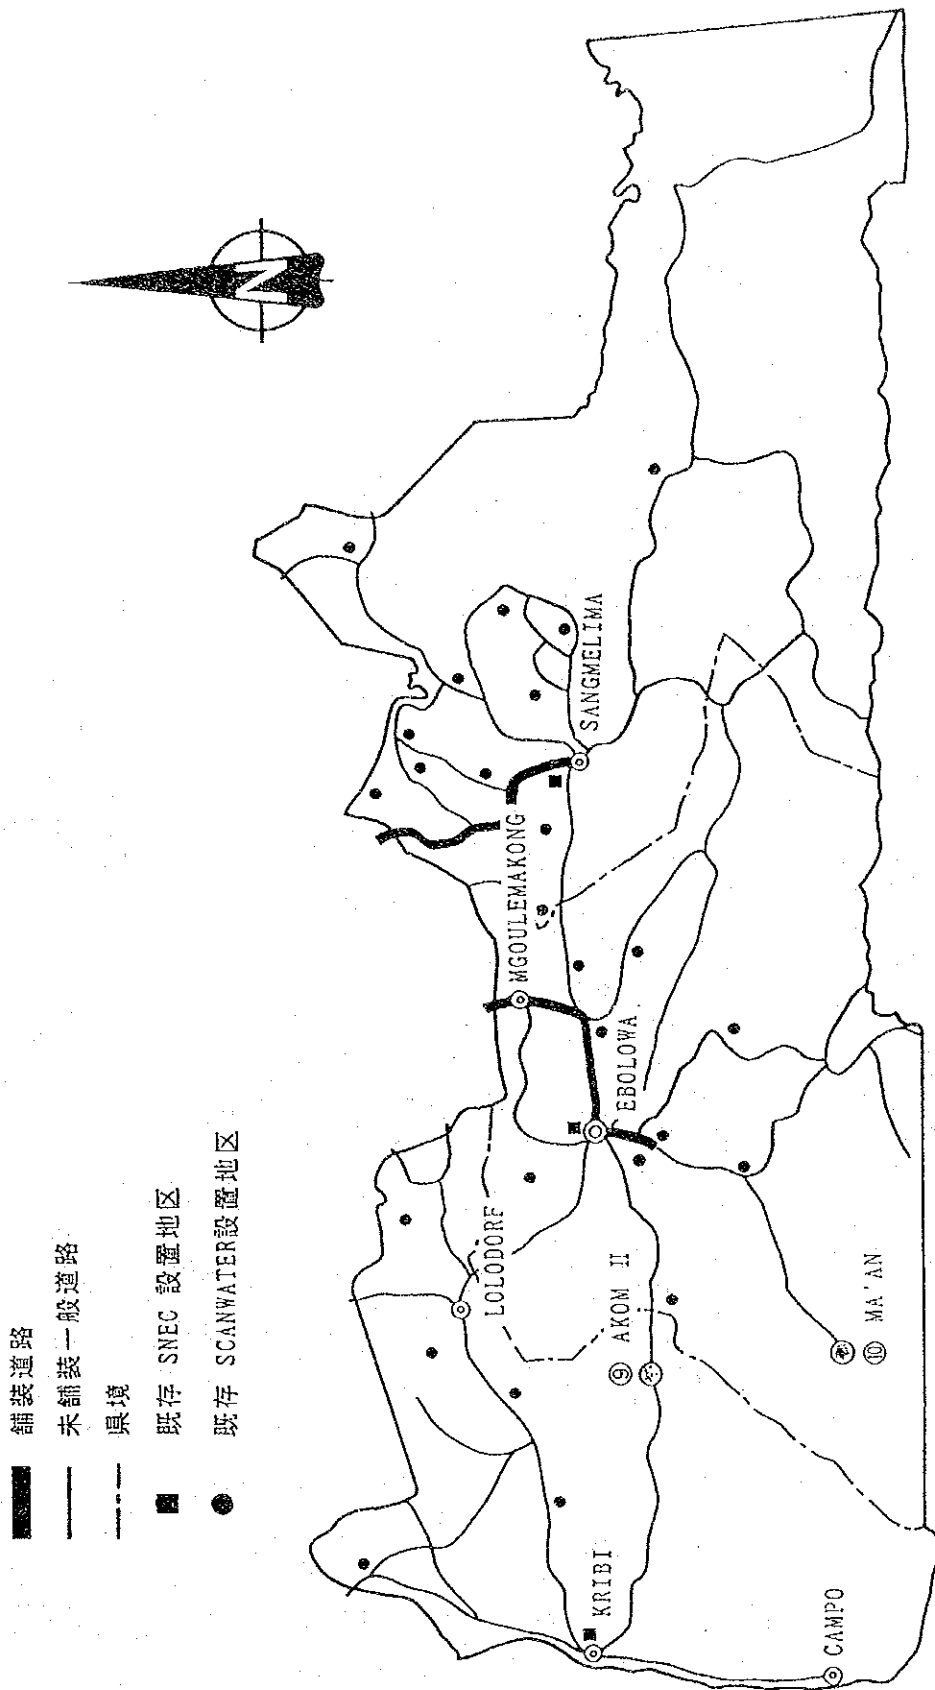 舗装道路
未舗装一般道路
県境
既存 SNEC 設置地区
既存 SCANWATER設置地区
N
KRIBI
CAMPO
LOLODORF
⑨ AKOM II
⑩ MA'AN
EBOLOWA
MGOULEMAKONG
SANGMELIMA